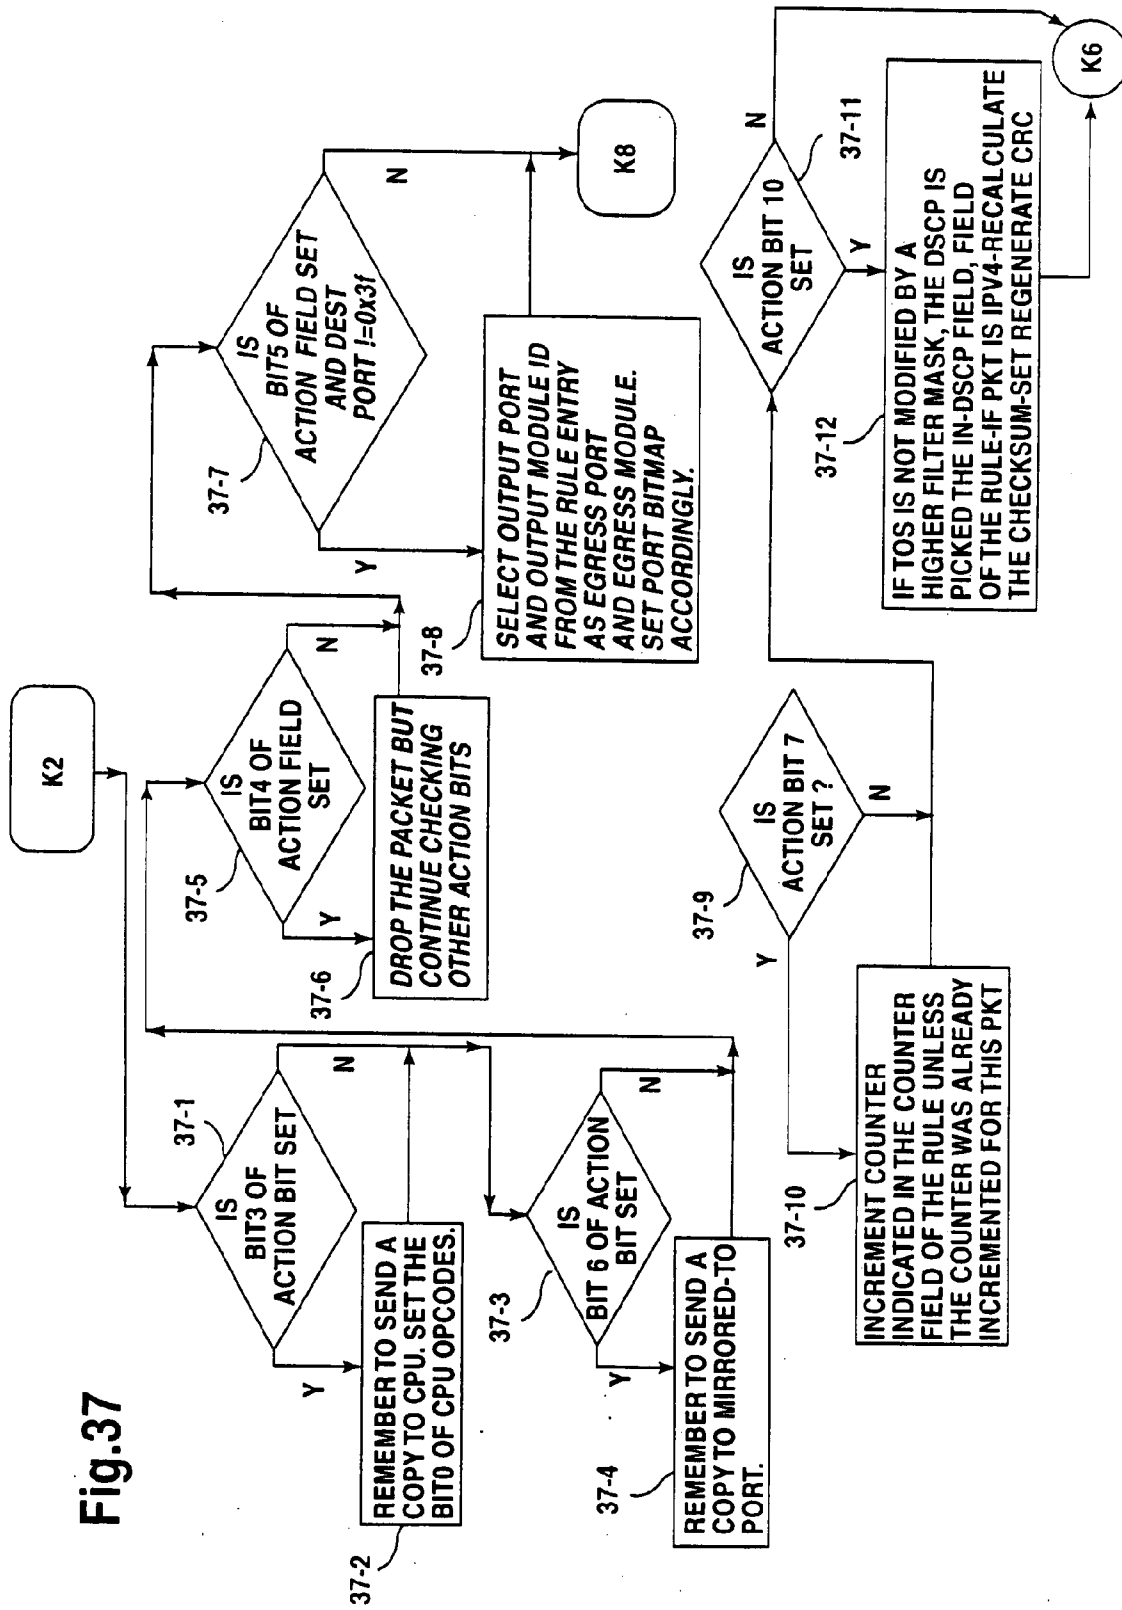 Fig.37
K2
37-1
IS
BIT3 OF
ACTION BIT SET
Y
N
37-2
REMEMBER TO SEND A
COPY TO CPU. SET THE
BIT0 OF CPU OPCODES.
37-3
IS
BIT 6 OF ACTION
BIT SET
Y
N
37-4
REMEMBER TO SEND A
COPY TO MIRRORED-TO
PORT.
37-5
IS
BIT4 OF
ACTION FIELD
SET
Y
N
37-6
DROP THE PACKET BUT
CONTINUE CHECKING
OTHER ACTION BITS
37-7
IS
BIT5 OF
ACTION FIELD SET
AND DEST
PORT !=0x3f
Y
N
37-8
SELECT OUTPUT PORT
AND OUTPUT MODULE ID
FROM THE RULE ENTRY
AS EGRESS PORT
AND EGRESS MODULE.
SET PORT BITMAP
ACCORDINGLY.
K8
37-9
IS
ACTION BIT 7
SET ?
Y
N
37-10
INCREMENT COUNTER
INDICATED IN THE COUNTER
FIELD OF THE RULE UNLESS
THE COUNTER WAS ALREADY
INCREMENTED FOR THIS PKT
37-11
IS
ACTION BIT 10
SET
Y
N
37-12
IF TOS IS NOT MODIFIED BY A
HIGHER FILTER MASK, THE DSCP IS
PICKED THE IN-DSCP FIELD, FIELD
OF THE RULE-IF PKT IS IPV4-RECALCULATE
THE CHECKSUM-SET REGENERATE CRC
K6